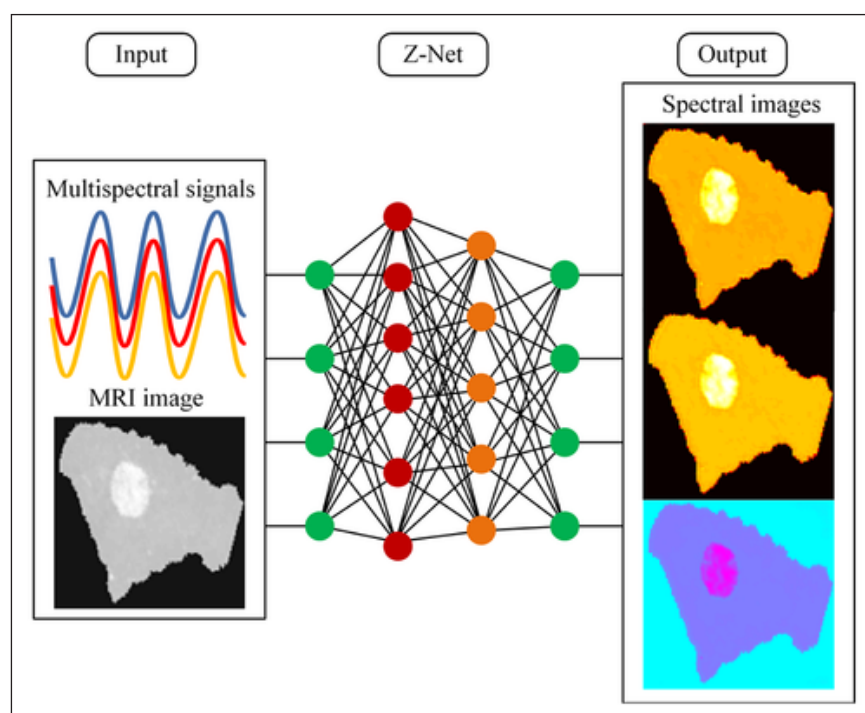 Input
Z-Net
Output
Multispectral signals
MRI image
Spectral images